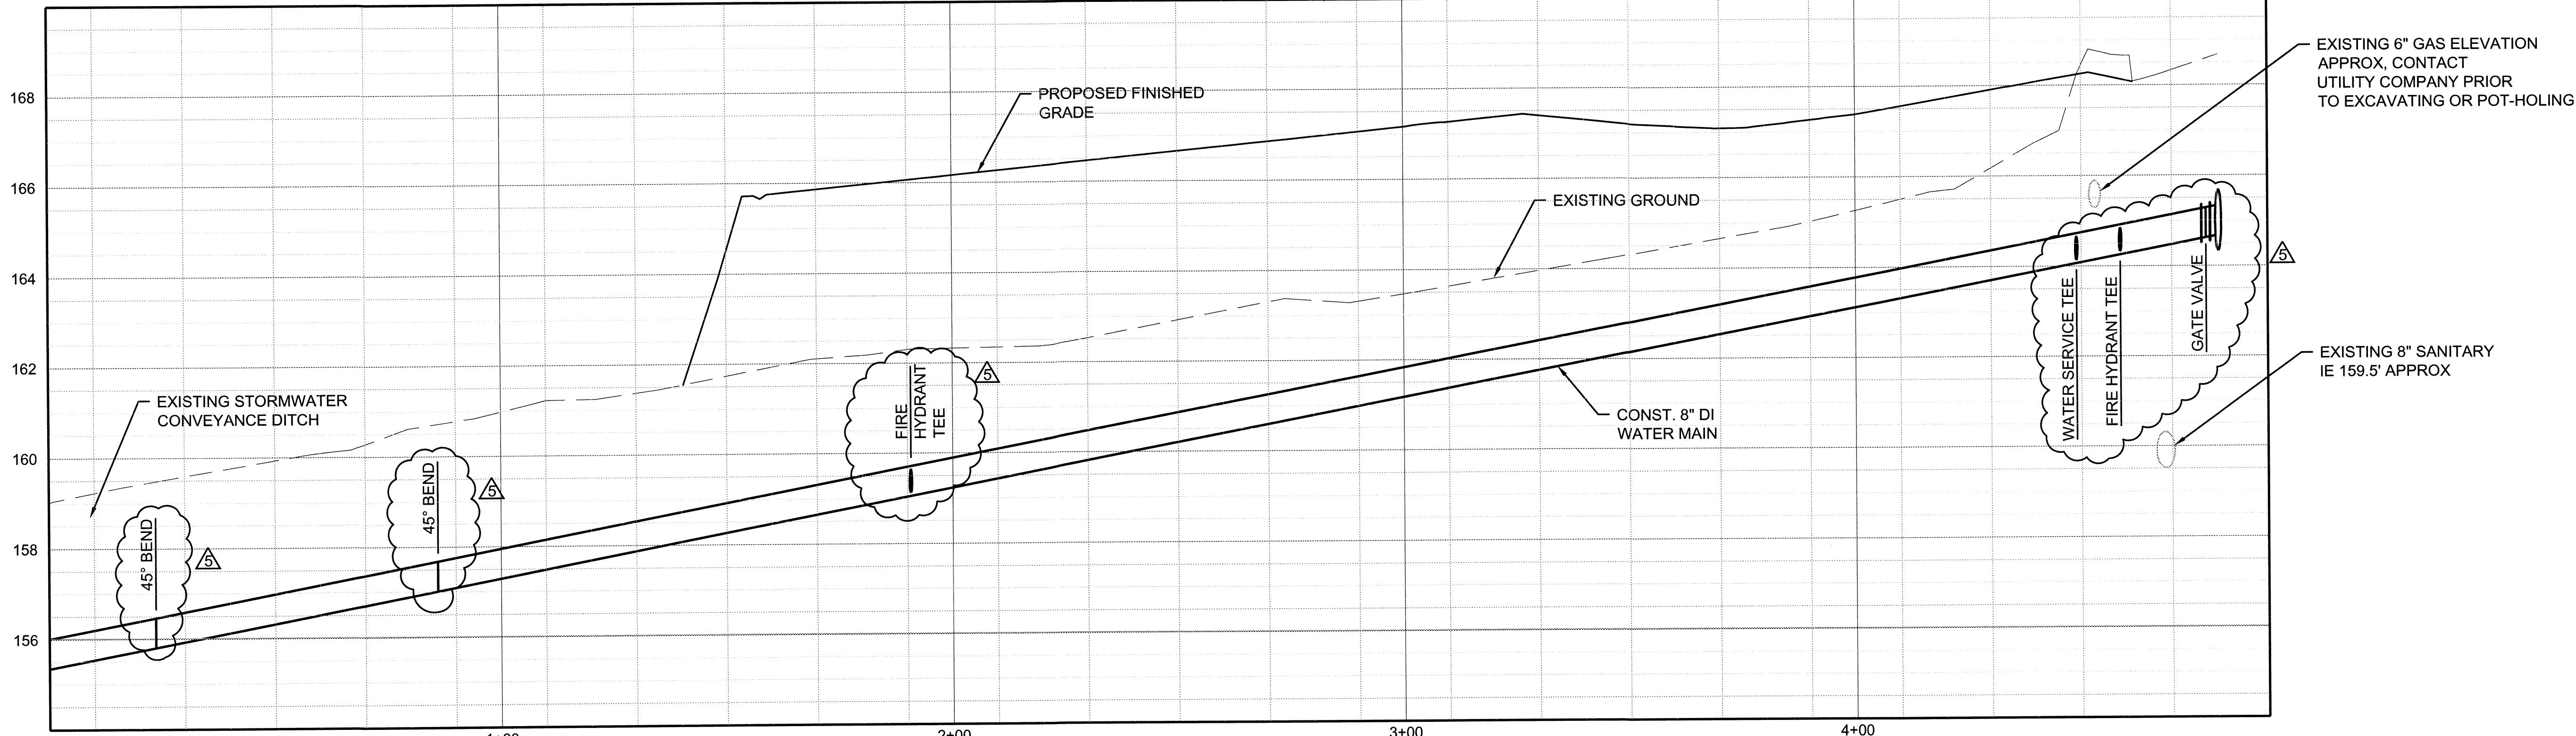 EXISTING 6" GAS ELEVATION
APPROX, CONTACT
UTILITY COMPANY PRIOR
TO EXCAVATING OR POT-HOLING
168
PROPOSED FINISHED
GRADE
166
EXISTING GROUND
164
5
WATER SERVICE TEE
FIRE HYDRANT TEE
GATE VALVE
162
5
FIRE
HYDRANT
TEE
EXISTING 8" SANITARY
IE 159.5' APPROX
EXISTING STORMWATER
CONVEYANCE DITCH
CONST. 8" DI
WATER MAIN
160
45° BEND
5
158
45° BEND
5
156
1+00
2+00
3+00
4+00